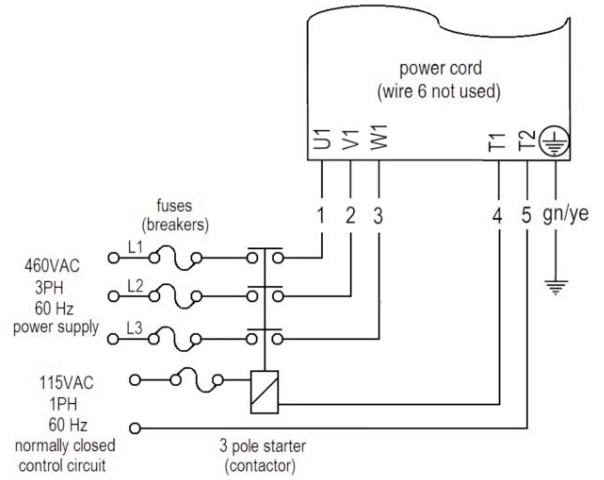 power cord
(wire 6 not used)
U1
V1
W1
T1
T2
1
2
3
4
5
gn/ye
fuses
(breakers)
L1
L2
L3
460VAC
3PH
60 Hz
power supply
115VAC
1PH
60 Hz
normally closed
control circuit
3 pole starter
(contactor)